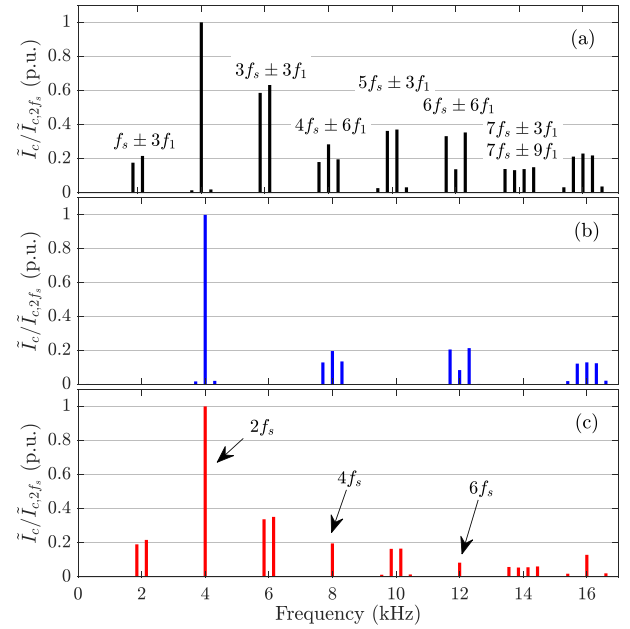 1
0.8
0.6
0.4
0.2
0
Ĩ_c/Ĩ_{c,2f_s} (p.u.)
(a)
f_s ± 3f_1
3f_s ± 3f_1
4f_s ± 6f_1
5f_s ± 3f_1
6f_s ± 6f_1
7f_s ± 3f_1
7f_s ± 9f_1
1
0.8
0.6
0.4
0.2
0
Ĩ_c/Ĩ_{c,2f_s} (p.u.)
(b)
1
0.8
0.6
0.4
0.2
0
Ĩ_c/Ĩ_{c,2f_s} (p.u.)
(c)
2f_s
4f_s
6f_s
0 2 4 6 8 10 12 14 16
Frequency (kHz)